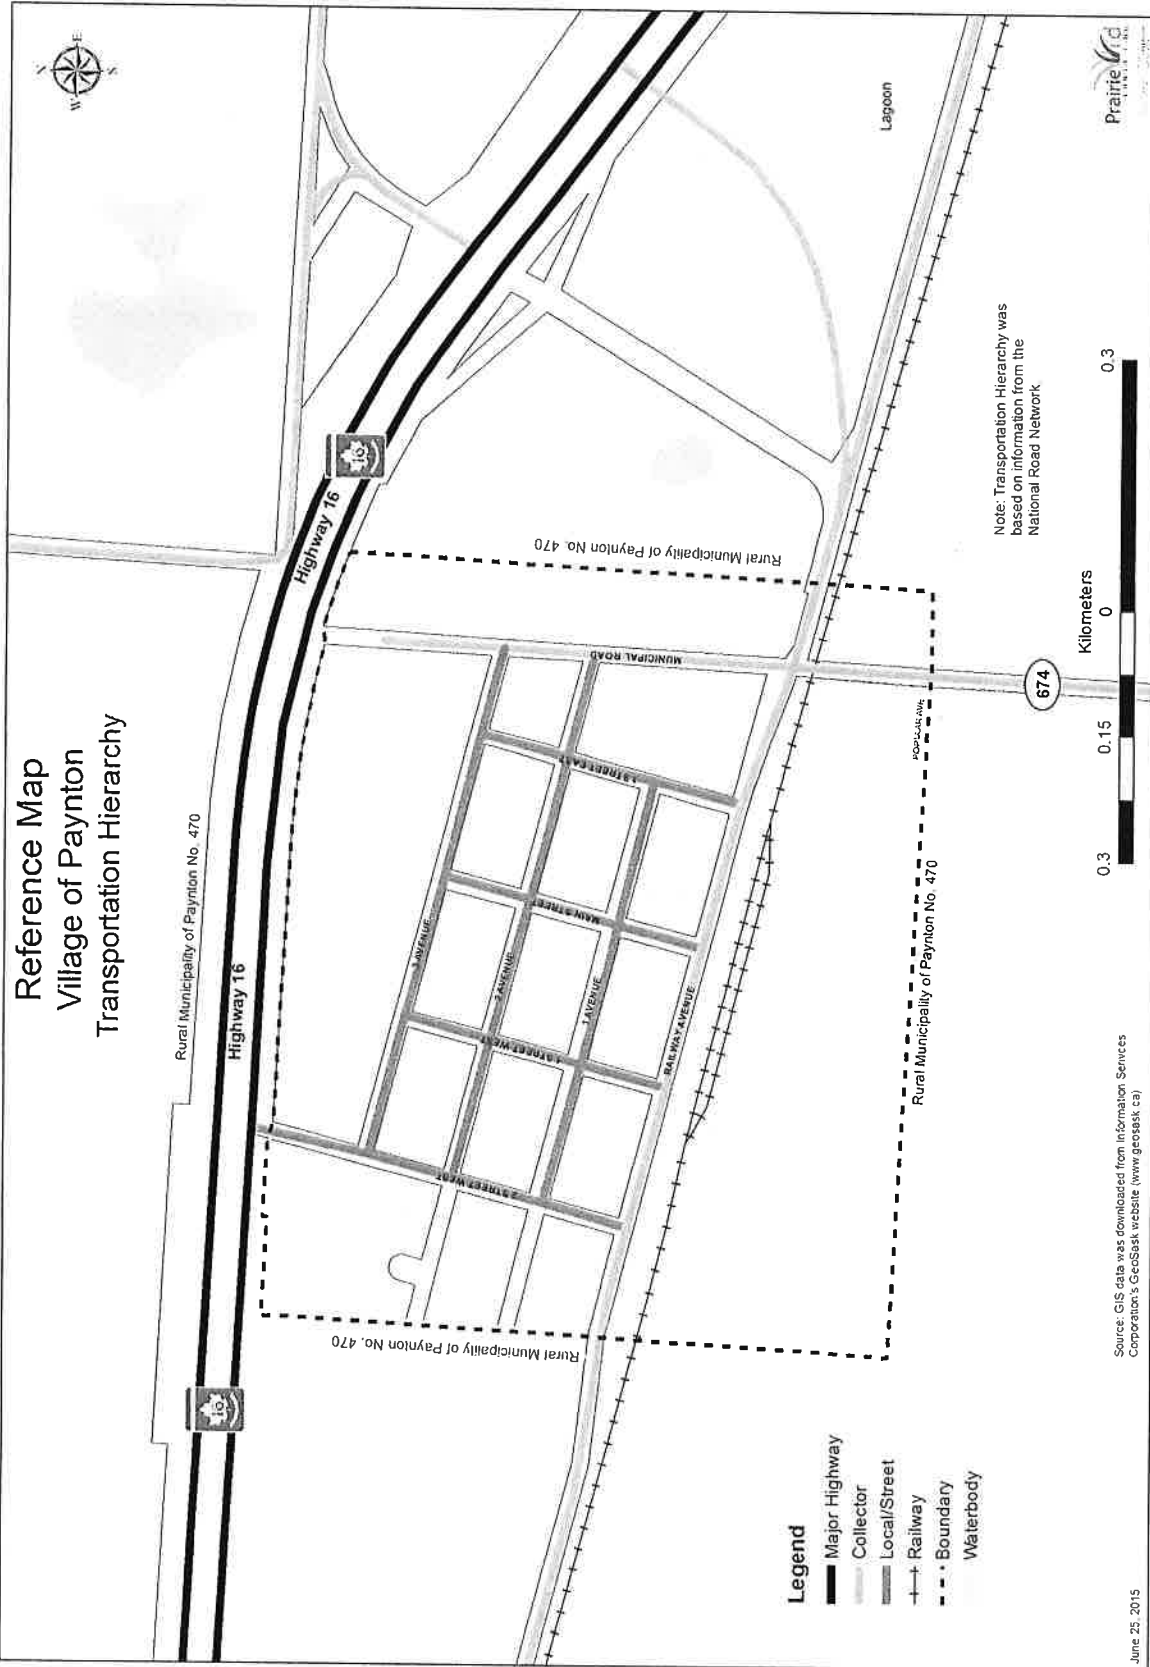 Reference Map
Village of Paynton
Transportation Hierarchy
N
E
S
W
Rural Municipality of Paynton No. 470
Highway 16
16
Highway 16
16
Rural Municipality of Paynton No. 470
Rural Municipality of Paynton No. 470
Rural Municipality of Paynton No. 470
3 AVENUE
2 AVENUE
1 AVENUE
RAILWAY AVENUE
2 STREET WEST
1 STREET WEST
MAIN STREET
1 STREET EAST
MUNICIPAL ROAD
POPULAR AVE
674
Lagoon
Legend
Major Highway
Collector
Local/Street
Railway
Boundary
Waterbody
Note: Transportation Hierarchy was
based on information from the
National Road Network
Kilometers
0.3
0.15
0
0.3
Source: GIS data was downloaded from Information Services
Corporation's GeoSask website (www.geosask.ca)
June 25, 2015
Prairie